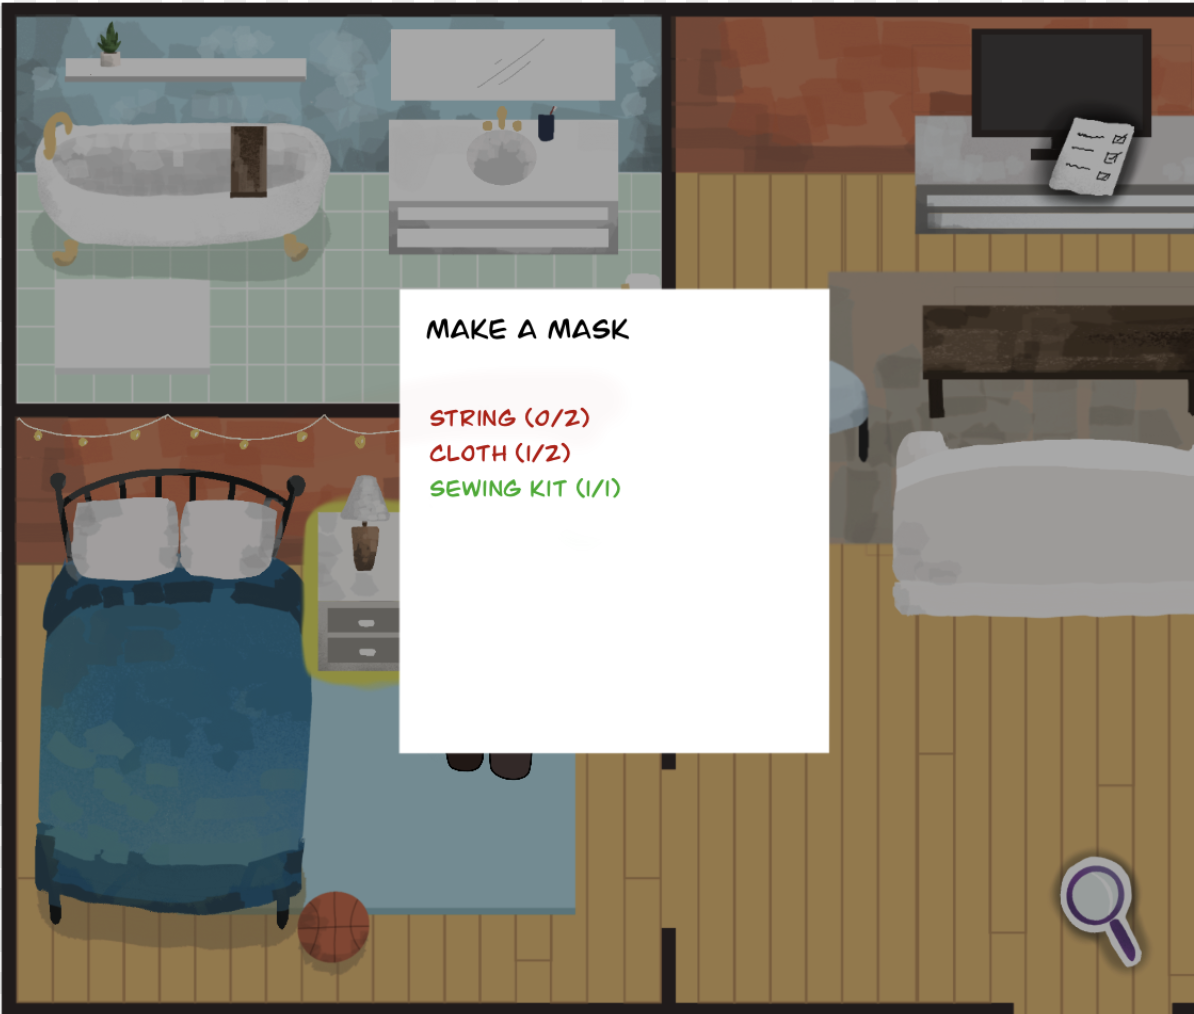 MAKE A MASK
STRING (0/2)
CLOTH (1/2)
SEWING KIT (1/1)